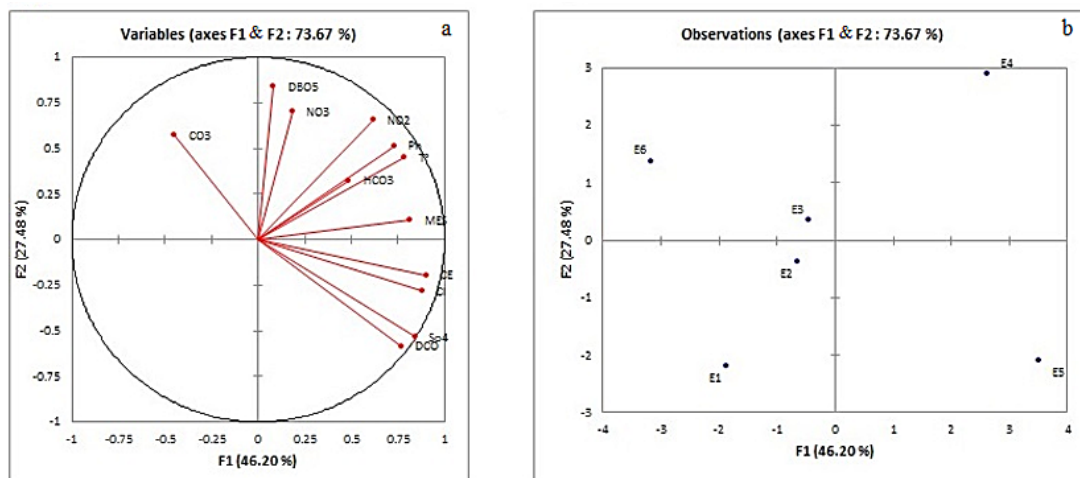 Variables (axes F1 & F2 : 73.67 %)
a
1
0.75
0.5
0.25
0
-0.25
-0.5
-0.75
-1
F2 (27.48 %)
DBO5
NO3
NO2
CO3
Ph
T°
HCO3
MES
CE
So4
DCO
-1
-0.75
-0.5
-0.25
0
0.25
0.5
0.75
1
F1 (46.20 %)
Observations (axes F1 & F2 : 73.67 %)
b
3
2
1
0
-1
-2
-3
F2 (27.48 %)
E4
E6
E3
E2
E1
E5
-4
-3
-2
-1
0
1
2
3
4
F1 (46.20 %)